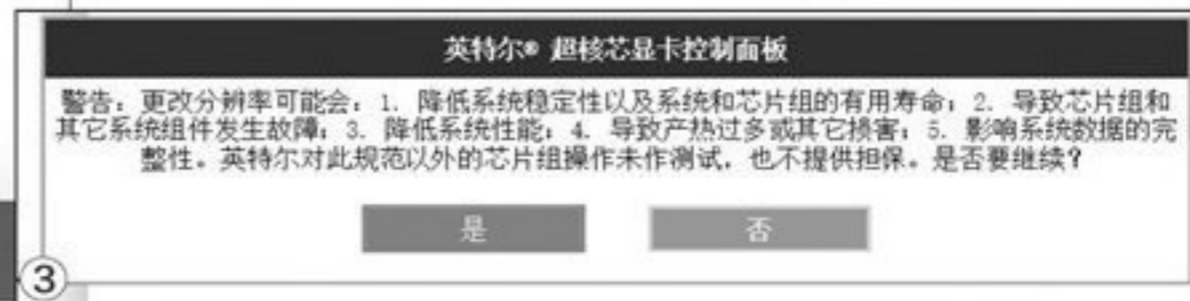 英特尔® 超核芯显卡控制面板
警告：更改分辨率可能会：1. 降低系统稳定性以及系统和芯片组的有用寿命；2. 导致芯片组和
其它系统组件发生故障；3. 降低系统性能；4. 导致产热过多或其它损害；5. 影响系统数据的完
整性。英特尔对此规范以外的芯片组操作未作测试，也不提供担保。是否要继续？
是 否
③